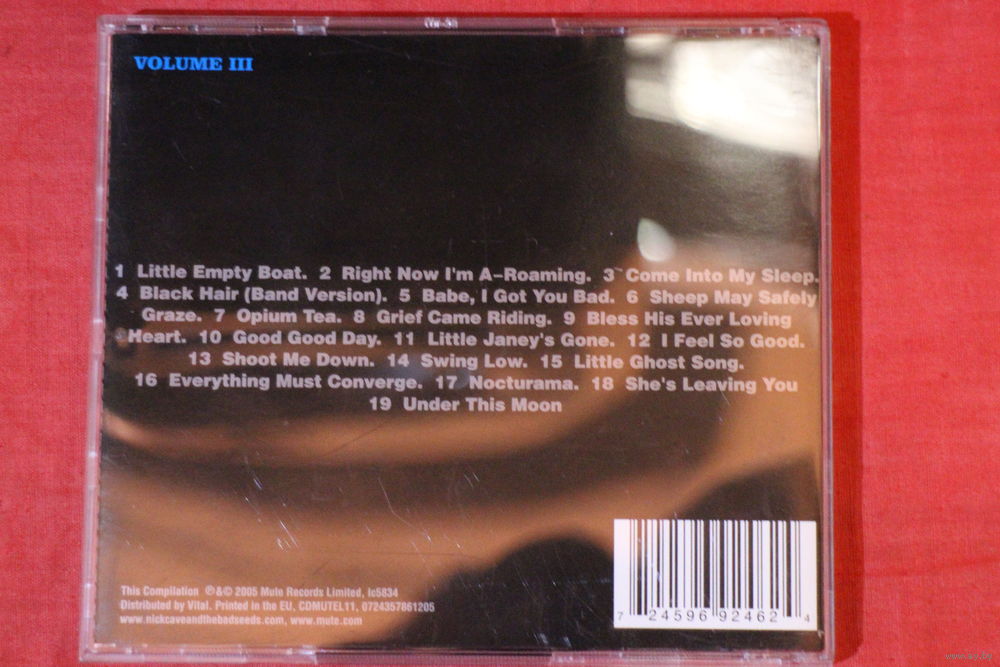 VOLUME III
1 Little Empty Boat. 2 Right Now I'm A-Roaming. 3 Come Into My Sleep.
4 Black Hair (Band Version). 5 Babe, I Got You Bad. 6 Sheep May Safely
Graze. 7 Opium Tea. 8 Grief Came Riding. 9 Bless His Ever Loving
Heart. 10 Good Good Day. 11 Little Janey's Gone. 12 I Feel So Good.
13 Shoot Me Down. 14 Swing Low. 15 Little Ghost Song.
16 Everything Must Converge. 17 Nocturama. 18 She's Leaving You
19 Under This Moon
This Compilation ℗&© 2005 Mute Records Limited, lc5834
Distributed by Vital. Printed in the EU, CDMUTEL11, 0724357861205
www.nickcaveandthebadseeds.com, www.mute.com
7 24596 92462 4
www.ay.by